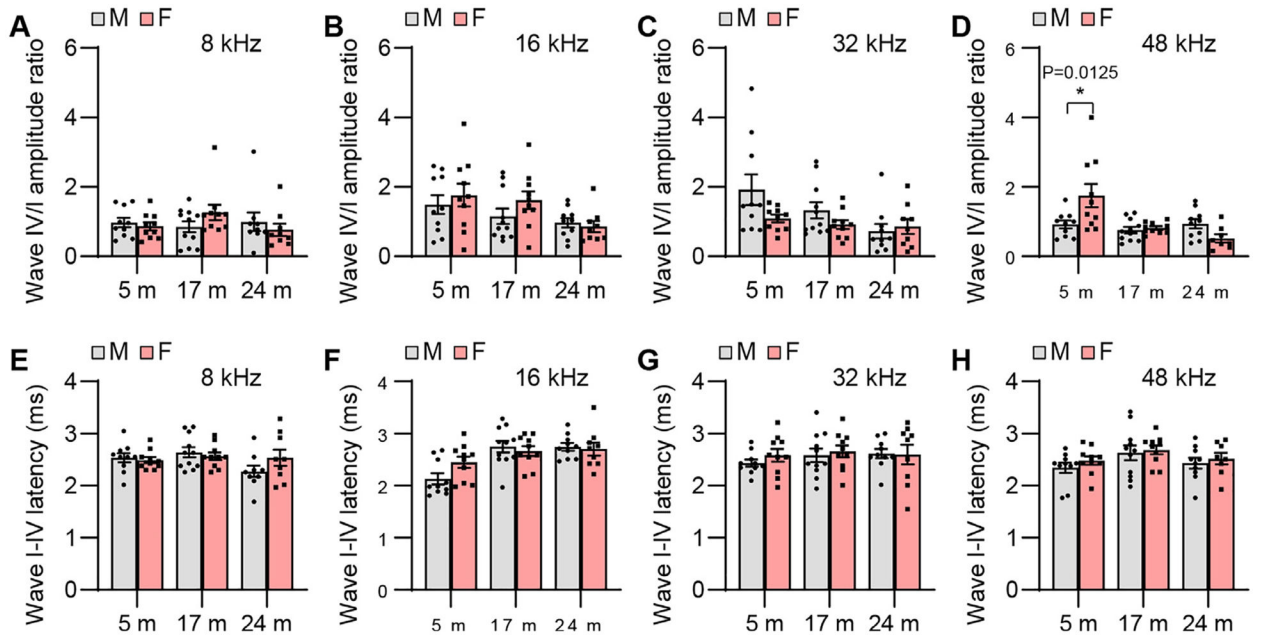 A
M F
8 kHz
Wave IV/I amplitude ratio
6
4
2
0
5 m 17 m 24 m
B
M F
16 kHz
Wave IV/I amplitude ratio
6
4
2
0
5 m 17 m 24 m
C
M F
32 kHz
Wave IV/I amplitude ratio
6
4
2
0
5 m 17 m 24 m
D
M F
48 kHz
Wave IV/I amplitude ratio
P=0.0125
*
6
4
2
0
5 m 17 m 24 m
E
M F
8 kHz
Wave I-IV latency (ms)
4
3
2
1
0
5 m 17 m 24 m
F
M F
16 kHz
Wave I-IV latency (ms)
4
3
2
1
0
5 m 17 m 24 m
G
M F
32 kHz
Wave I-IV latency (ms)
4
3
2
1
0
5 m 17 m 24 m
H
M F
48 kHz
Wave I-IV latency (ms)
4
3
2
1
0
5 m 17 m 24 m